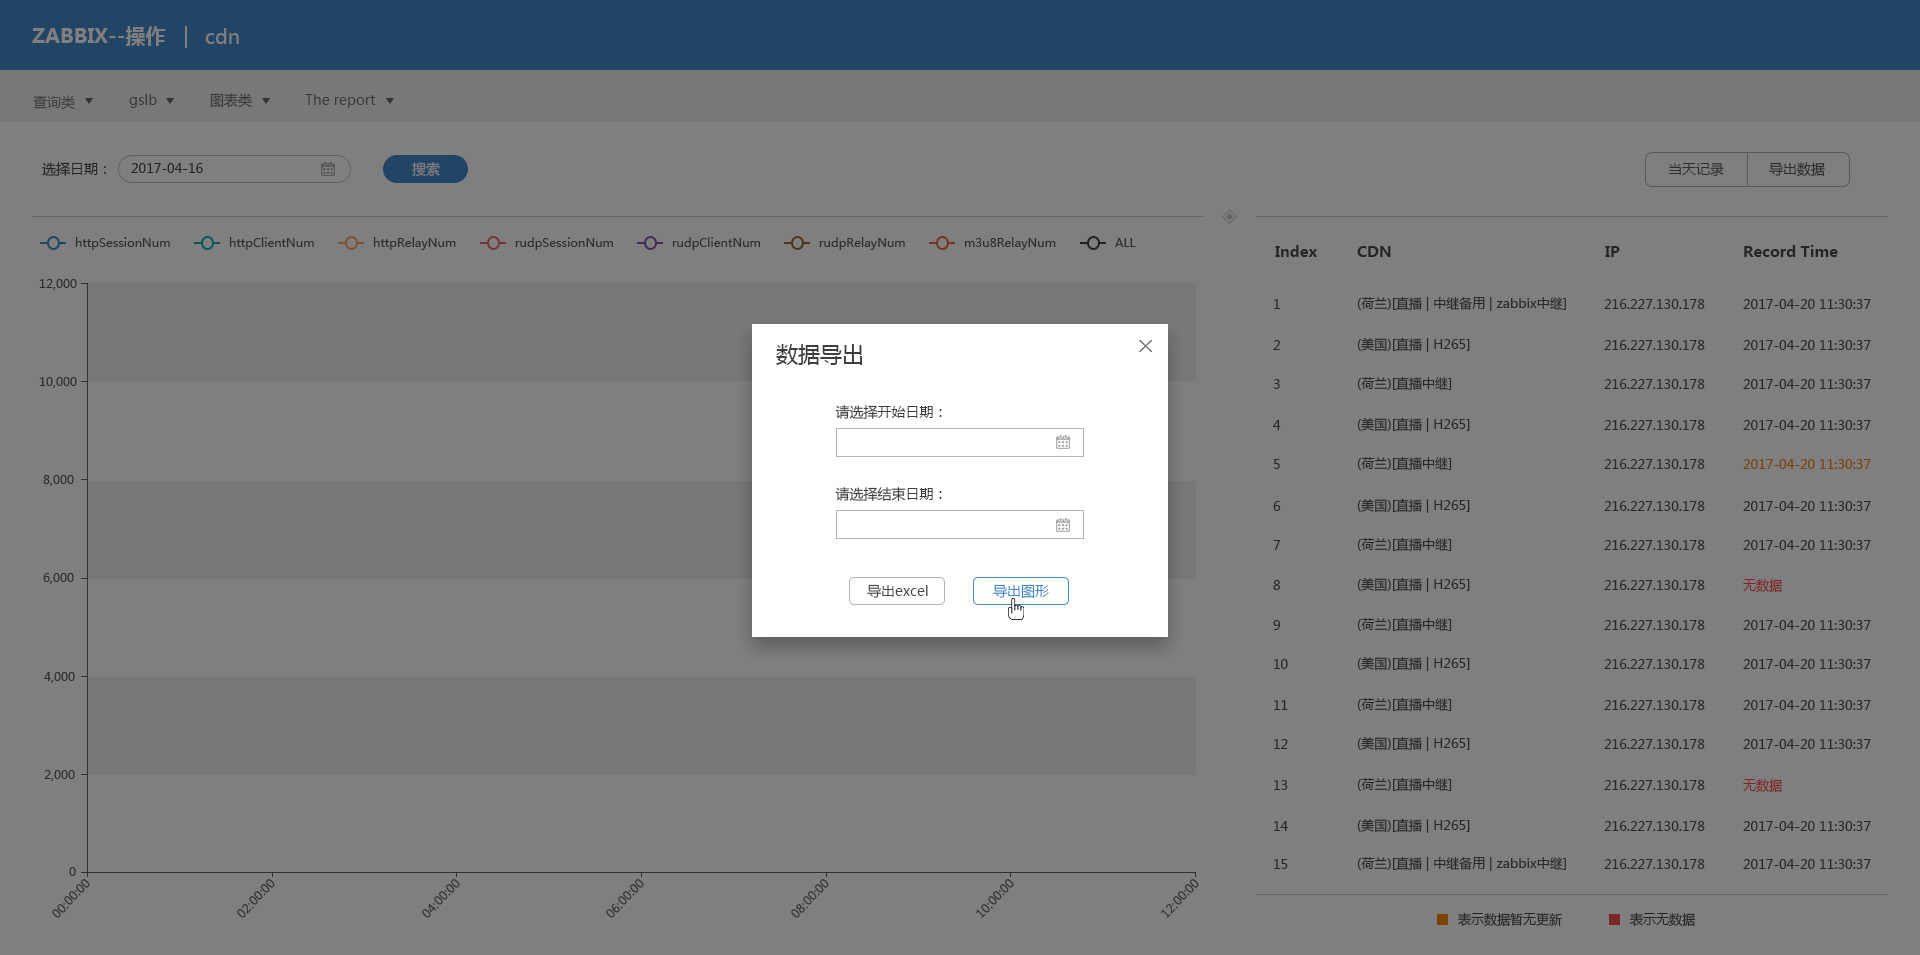 ZABBIX--操作 | cdn
查询类 gslb 图表类 The report
选择日期： 2017-04-16 搜索 当天记录 导出数据
httpSessionNum httpClientNum httpRelayNum rudpSessionNum rudpClientNum rudpRelayNum m3u8RelayNum ALL
12,000
10,000
8,000
6,000
4,000
2,000
0
00:00:00 02:00:00 04:00:00 06:00:00 08:00:00 10:00:00 12:00:00
数据导出
请选择开始日期：
请选择结束日期：
导出excel 导出图形
Index CDN IP Record Time
1 (荷兰)[直播 | 中继备用 | zabbix中继] 216.227.130.178 2017-04-20 11:30:37
2 (美国)[直播 | H265] 216.227.130.178 2017-04-20 11:30:37
3 (荷兰)[直播中继] 216.227.130.178 2017-04-20 11:30:37
4 (美国)[直播 | H265] 216.227.130.178 2017-04-20 11:30:37
5 (荷兰)[直播中继] 216.227.130.178 2017-04-20 11:30:37
6 (美国)[直播 | H265] 216.227.130.178 2017-04-20 11:30:37
7 (荷兰)[直播中继] 216.227.130.178 2017-04-20 11:30:37
8 (美国)[直播 | H265] 216.227.130.178 无数据
9 (荷兰)[直播中继] 216.227.130.178 2017-04-20 11:30:37
10 (美国)[直播 | H265] 216.227.130.178 2017-04-20 11:30:37
11 (荷兰)[直播中继] 216.227.130.178 2017-04-20 11:30:37
12 (美国)[直播 | H265] 216.227.130.178 2017-04-20 11:30:37
13 (荷兰)[直播中继] 216.227.130.178 无数据
14 (美国)[直播 | H265] 216.227.130.178 2017-04-20 11:30:37
15 (荷兰)[直播 | 中继备用 | zabbix中继] 216.227.130.178 2017-04-20 11:30:37
表示数据暂无更新 表示无数据